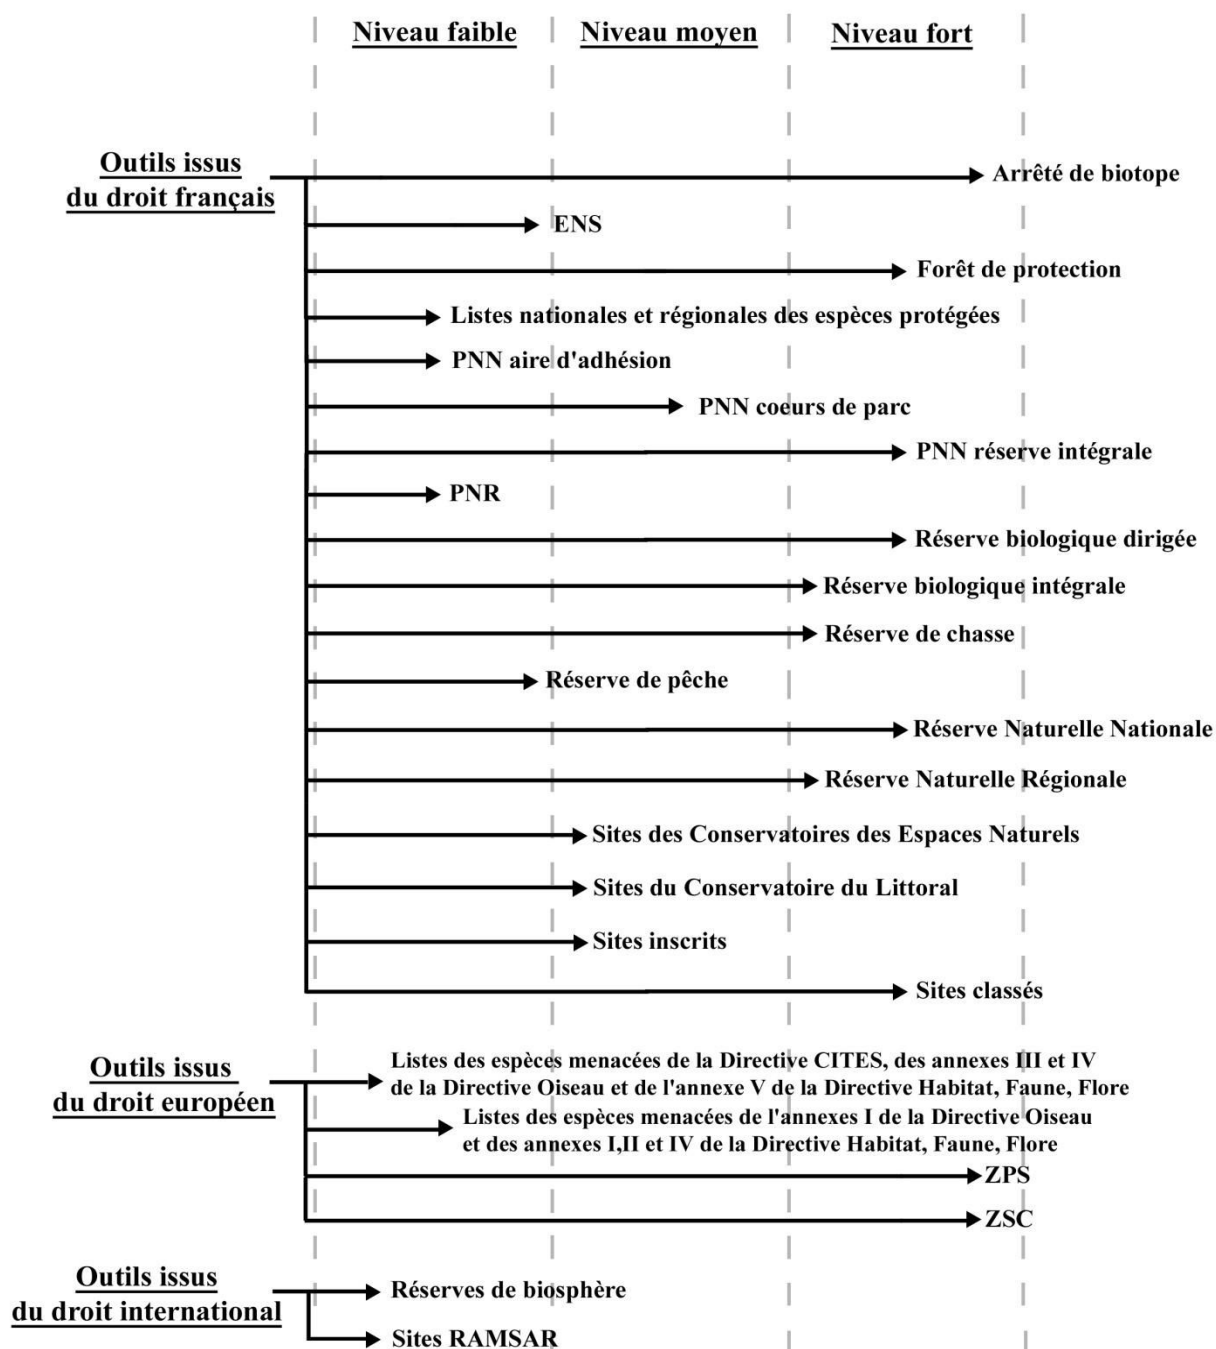 Niveau faible
Niveau moyen
Niveau fort
Outils issus
du droit français
Arrêté de biotope
ENS
Forêt de protection
Listes nationales et régionales des espèces protégées
PNN aire d'adhésion
PNN coeurs de parc
PNN réserve intégrale
PNR
Réserve biologique dirigée
Réserve biologique intégrale
Réserve de chasse
Réserve de pêche
Réserve Naturelle Nationale
Réserve Naturelle Régionale
Sites des Conservatoires des Espaces Naturels
Sites du Conservatoire du Littoral
Sites inscrits
Sites classés
Outils issus
du droit européen
Listes des espèces menacées de la Directive CITES, des annexes III et IV
de la Directive Oiseau et de l'annexe V de la Directive Habitat, Faune, Flore
Listes des espèces menacées de l'annexes I de la Directive Oiseau
et des annexes I,II et IV de la Directive Habitat, Faune, Flore
ZPS
ZSC
Outils issus
du droit international
Réserves de biosphère
Sites RAMSAR